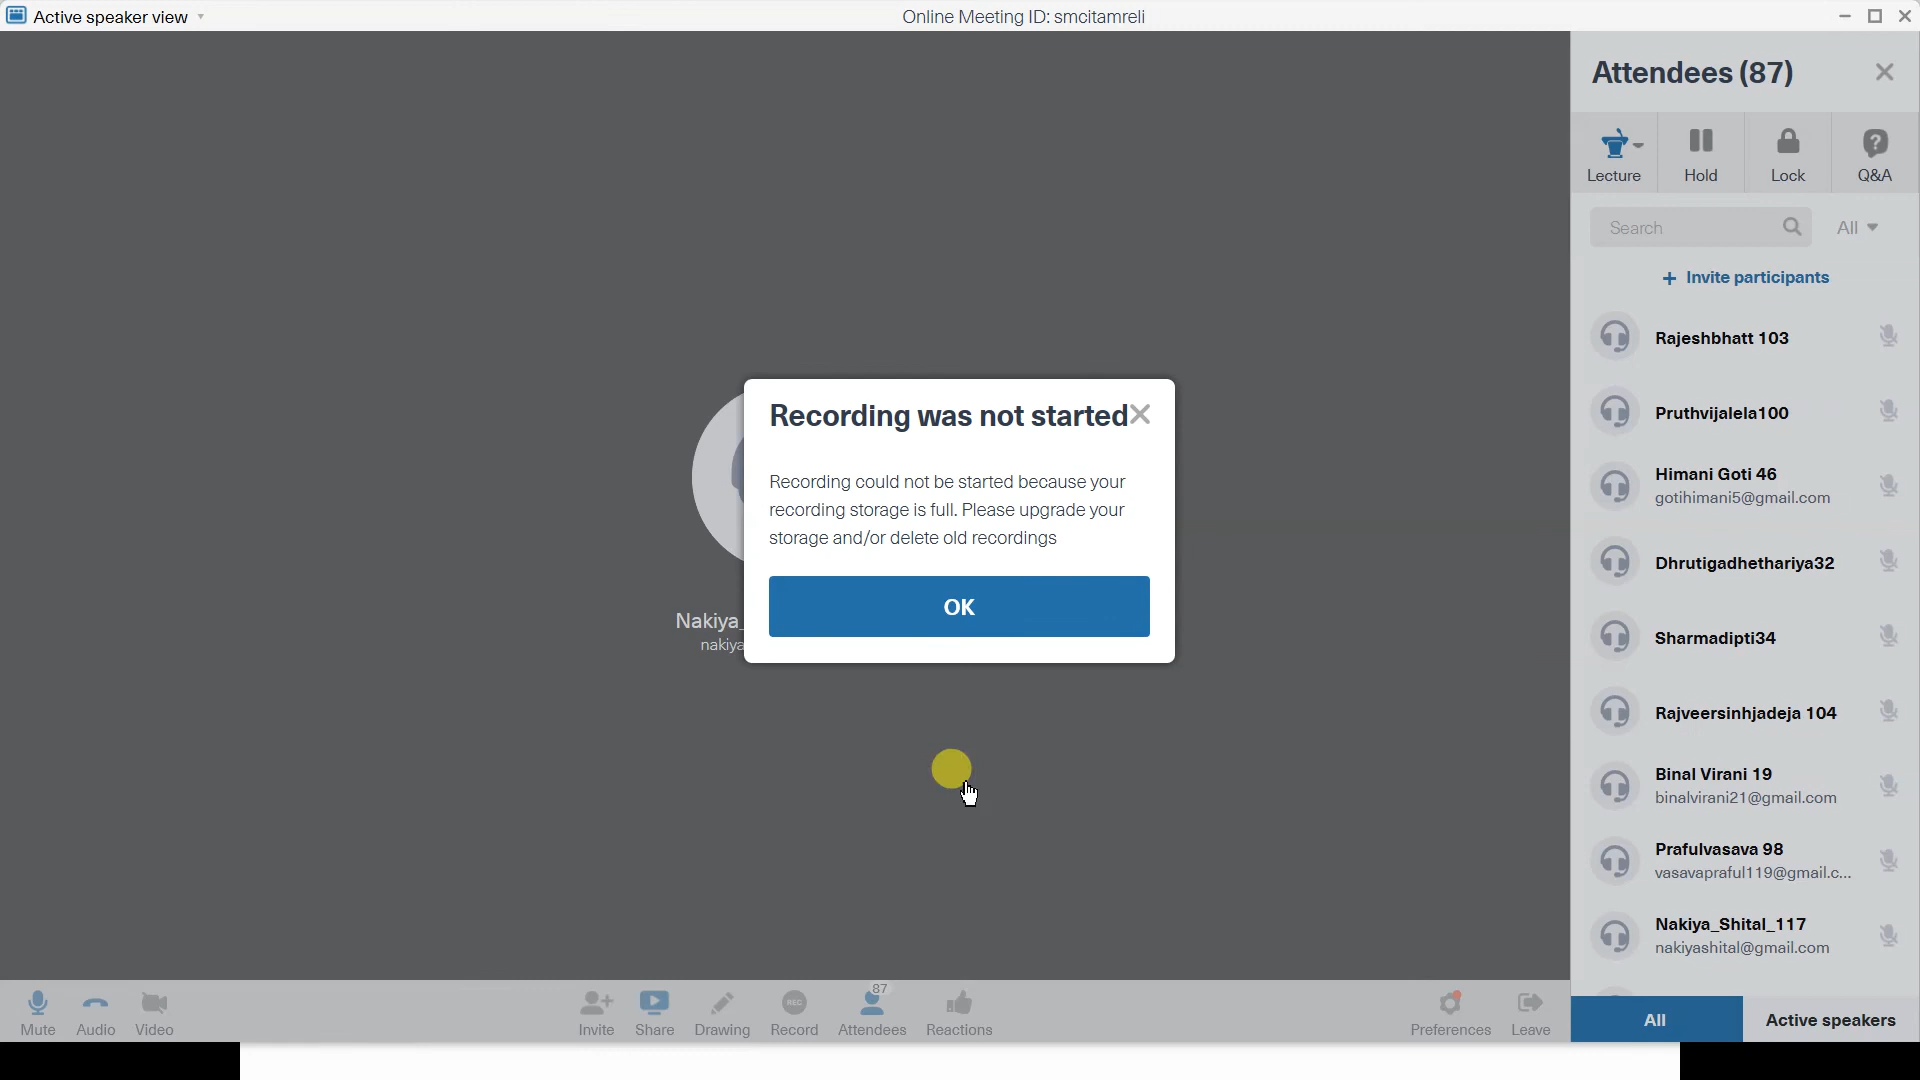 Active speaker view
Online Meeting ID: smcitamreli
Attendees (87)
Lecture
Hold
Lock
Q&A
Search
All
+ Invite participants
Rajeshbhatt 103
Pruthvijalela100
Himani Goti 46
gotihimani5@gmail.com
Dhrutigadhethariya32
Sharmadipti34
Rajveersinhjadeja 104
Binal Virani 19
binalvirani21@gmail.com
Prafulvasava 98
vasavapraful119@gmail.c...
Nakiya_Shital_117
nakiyashital@gmail.com
All
Active speakers
Recording was not started
Recording could not be started because your
recording storage is full. Please upgrade your
storage and/or delete old recordings
OK
Nakiya_
nakiya
Mute
Audio
Video
Invite
Share
Drawing
REC
Record
87
Attendees
Reactions
Preferences
Leave